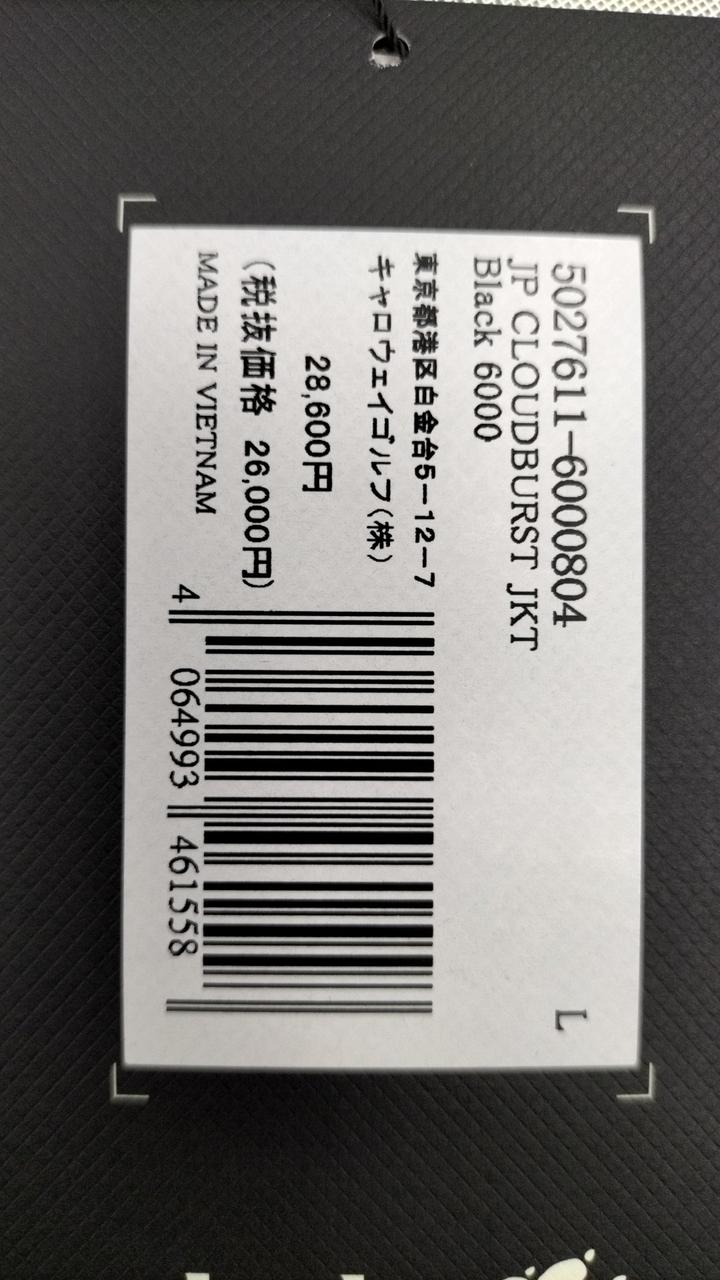 5027611-6000804 L
JP CLOUDBURST JKT
Black 6000
東京都港区白金台5-12-7
キャロウェイゴルフ(株)
28,600円
(税抜価格 26,000円)
MADE IN VIETNAM
4 064993 461558